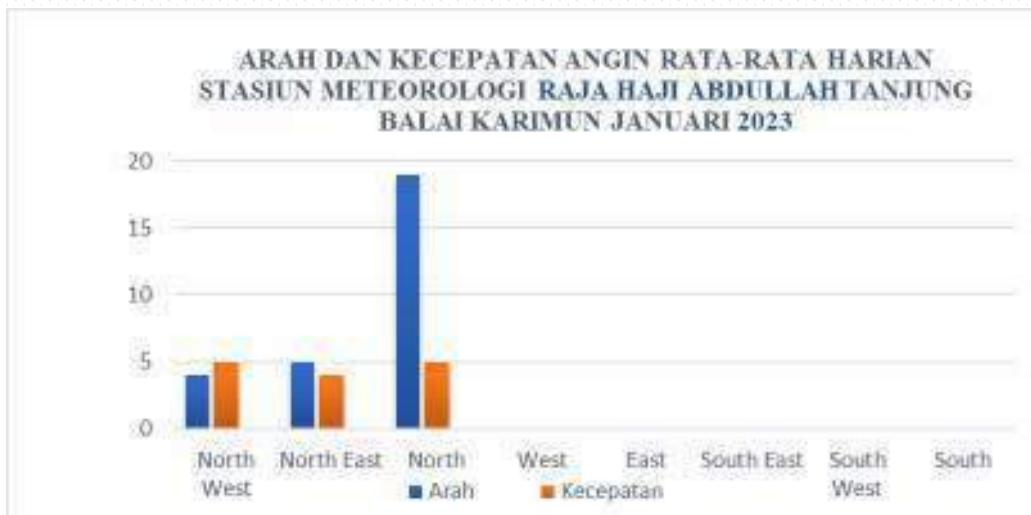 ARAH DAN KECEPATAN ANGIN RATA-RATA HARIAN
STASIUN METEOROLOGI RAJA HAJI ABDULLAH TANJUNG
BALAI KARIMUN JANUARI 2023
20
15
10
5
0
North West
North East
North
West
East
South East
South West
South
Arah
Kecepatan